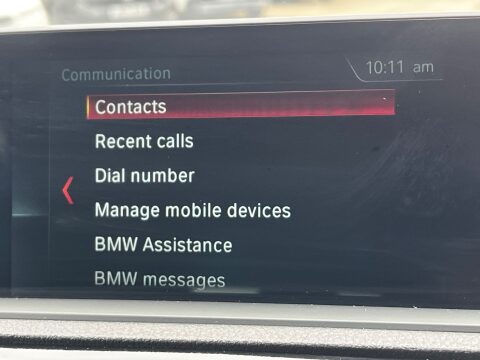 Communication
10:11 am
Contacts
Recent calls
Dial number
Manage mobile devices
BMW Assistance
BMW messages